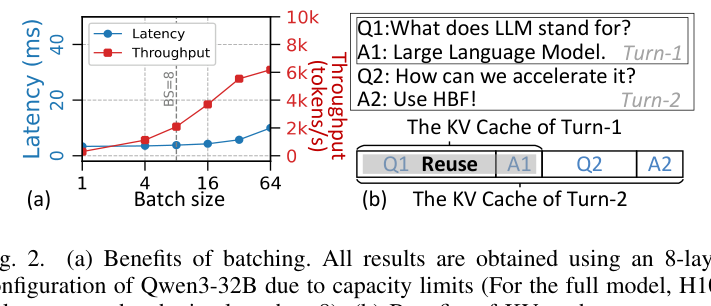 Latency
Throughput
Latency (ms)
40
20
0
BS=8
10k
8k
6k
4k
2k
0
Throughput
(tokens/s)
1
4
16
64
Batch size
(a)
Q1:What does LLM stand for?
A1: Large Language Model. Turn-1
Q2: How can we accelerate it?
A2: Use HBF! Turn-2
The KV Cache of Turn-1
Q1 Reuse A1 Q2 A2
The KV Cache of Turn-2
(b)
g. 2. (a) Benefits of batching. All results are obtained using an 8-lay
nfiguration of Qwen3-32B due to capacity limits (For the full model, H10